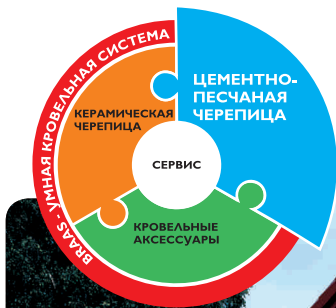 BRAAS - УМНАЯ КРОВЕЛЬНАЯ СИСТЕМА
ЦЕМЕНТНО-
ПЕСЧАНАЯ
ЧЕРЕПИЦА
КЕРАМИЧЕСКАЯ
ЧЕРЕПИЦА
СЕРВИС
КРОВЕЛЬНЫЕ
АКСЕССУАРЫ